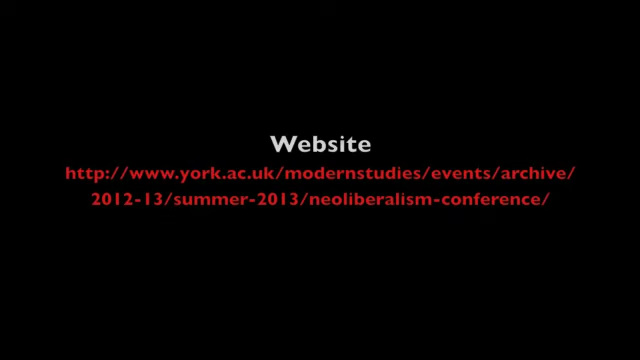 Website
http://www.york.ac.uk/modernstudies/events/archive/
2012-13/summer-2013/neoliberalism-conference/